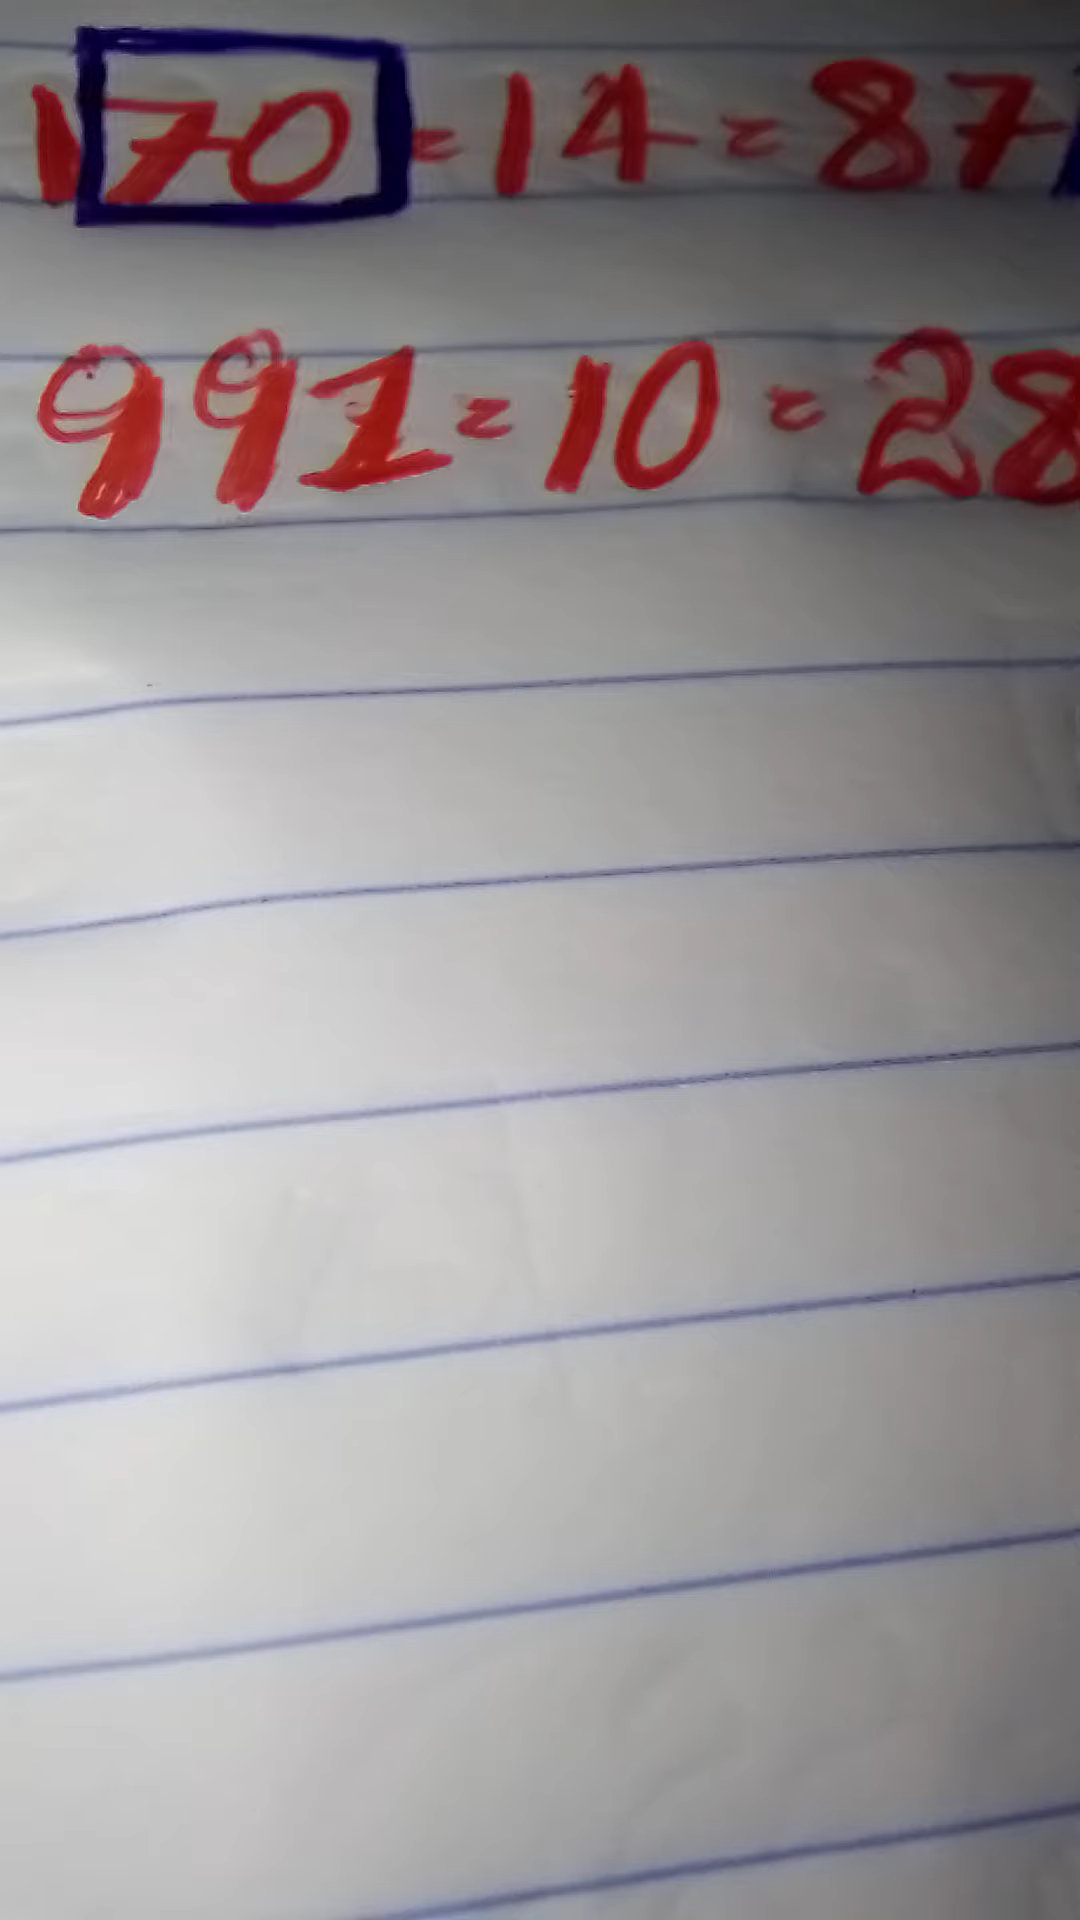 170 = 14 = 87
991 = 10 = 28